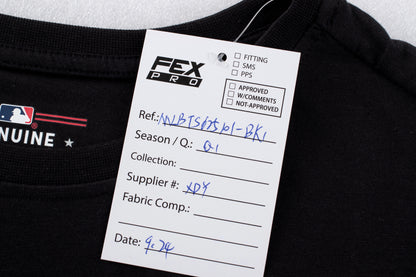 FEX
PRO
☐ FITTING
☐ SMS
☐ PPS
☐ APPROVED
☐ W/COMMENTS
☐ NOT-APPROVED
Ref.:
Season / Q.: Q1
Collection:
Supplier #: XDY
Fabric Comp.:
Date: 9.24
NUINE ★